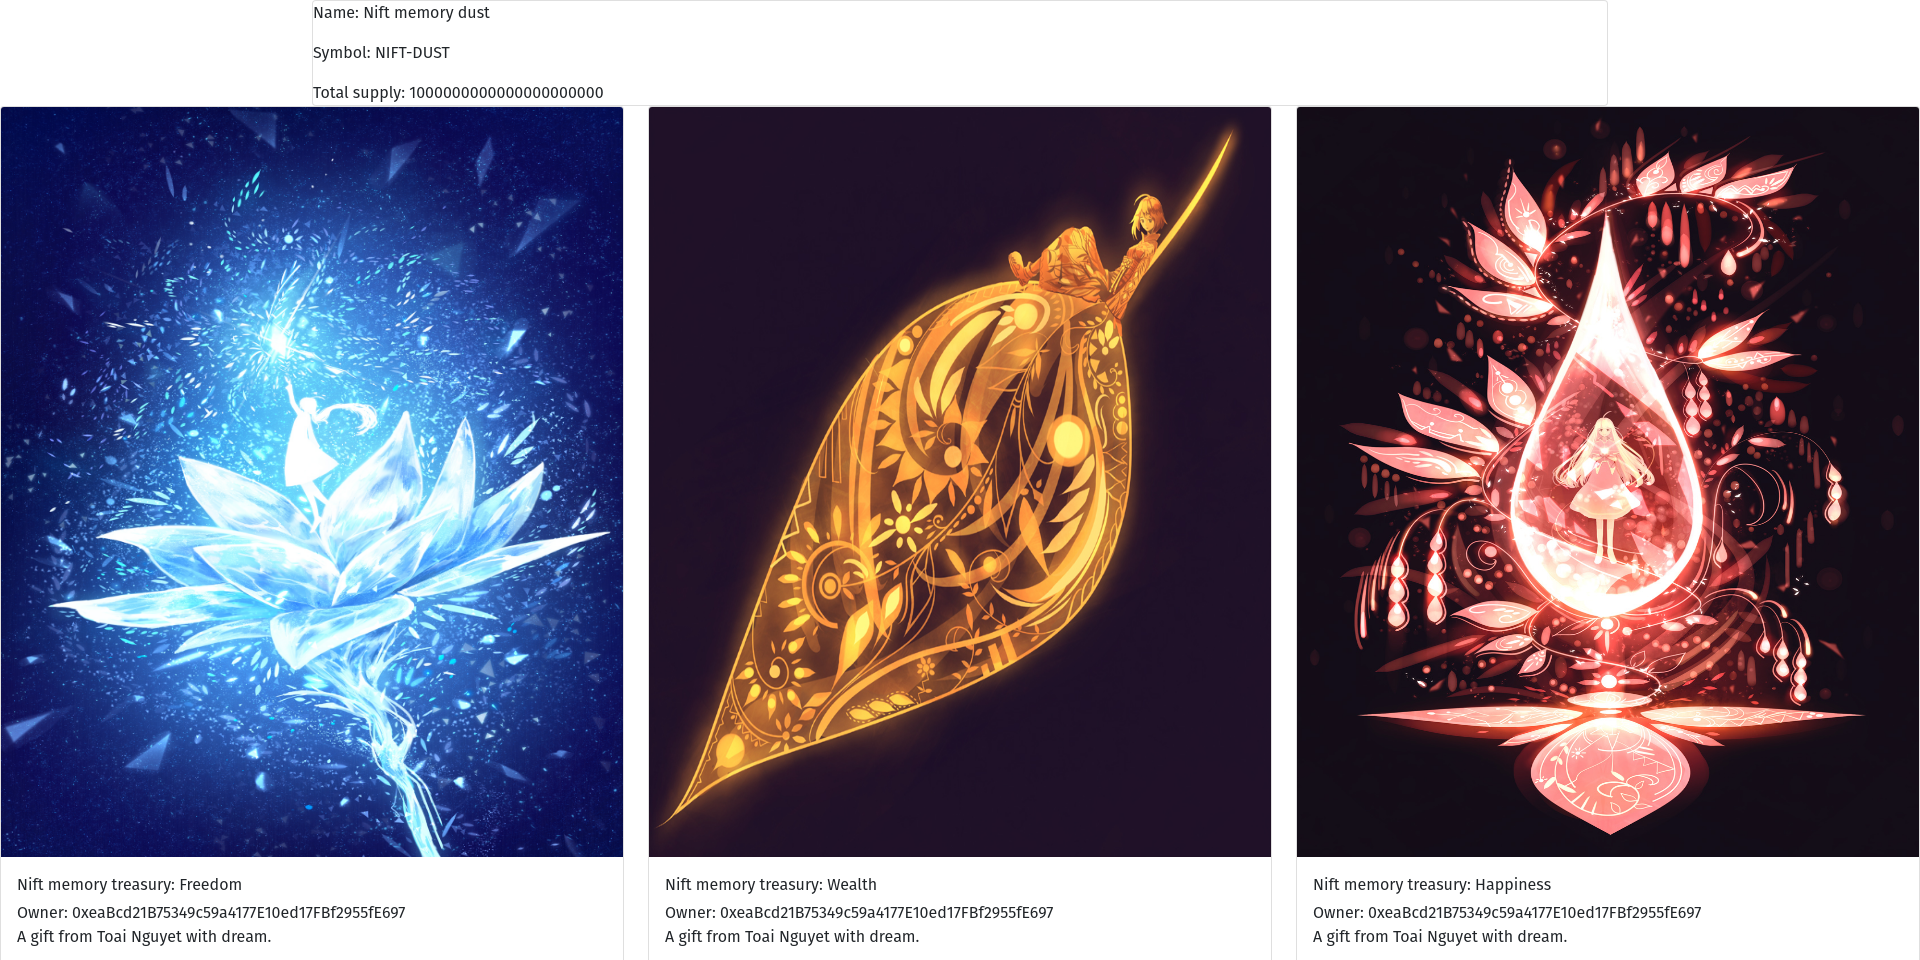 Name: Nift memory dust
Symbol: NIFT-DUST
Total supply: 1000000000000000000000
Nift memory treasury: Freedom
Owner: 0xeaBcd21B75349c59a4177E10ed17FBf2955fE697
A gift from Toai Nguyet with dream.
Nift memory treasury: Wealth
Owner: 0xeaBcd21B75349c59a4177E10ed17FBf2955fE697
A gift from Toai Nguyet with dream.
Nift memory treasury: Happiness
Owner: 0xeaBcd21B75349c59a4177E10ed17FBf2955fE697
A gift from Toai Nguyet with dream.